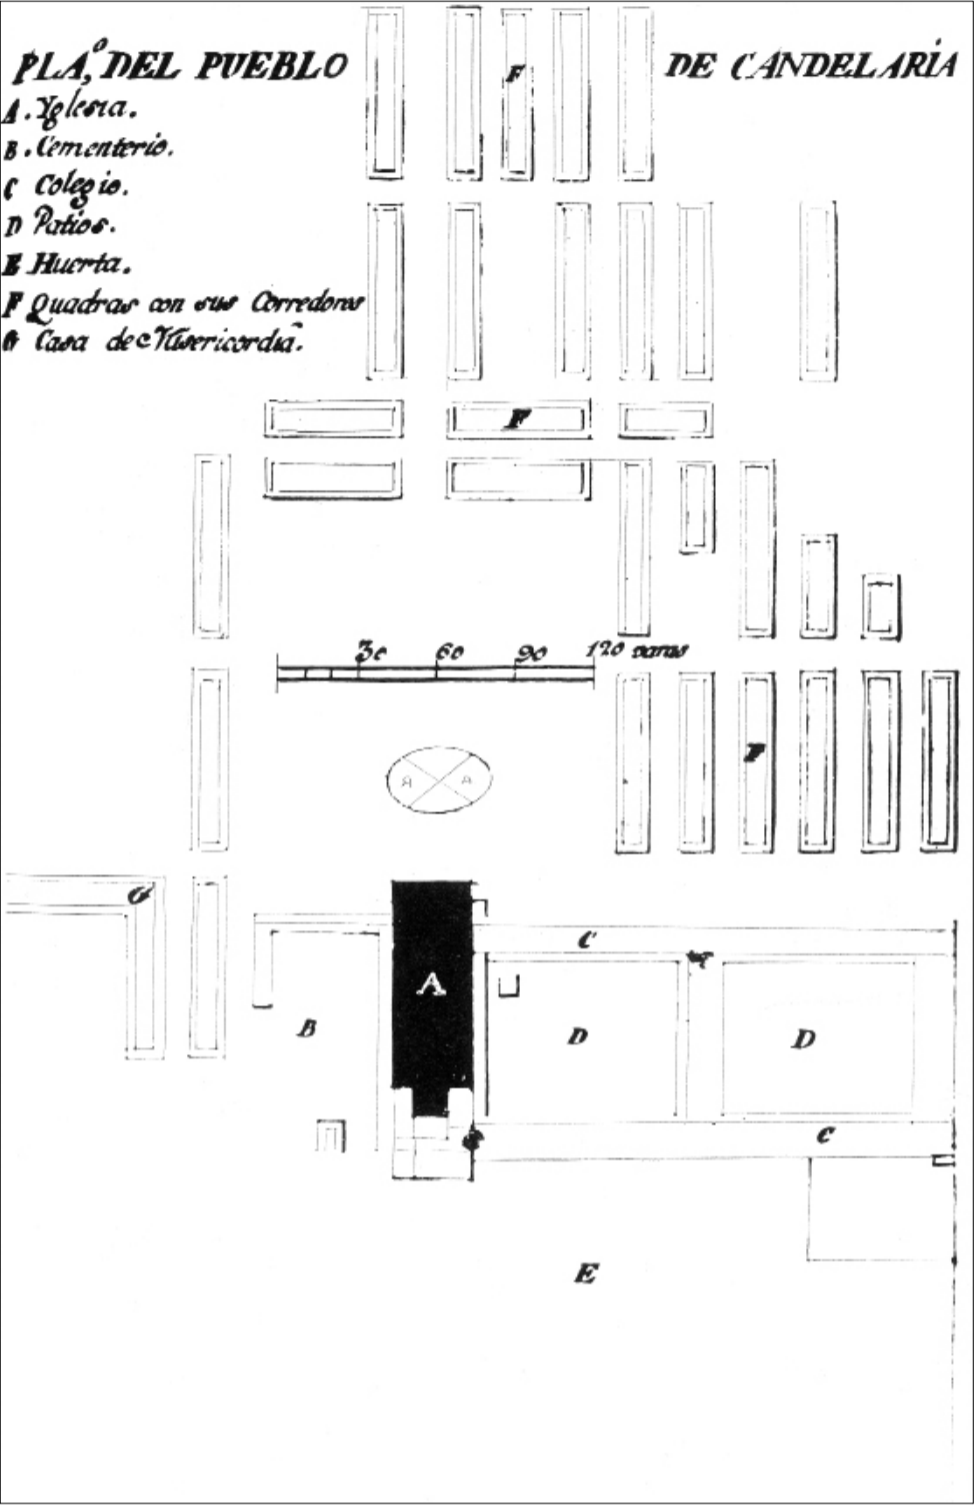 PLA,º DEL PUEBLO DE CANDELARIA
A. Yglesia.
B. Cementerio.
C Colegio.
D Patios.
E Huerta.
F Quadras con sus Corredores
G Casa de Misericordia.
F
F
30 60 90 120 varas
F
A A
G
C
A
B
D
D
C
E